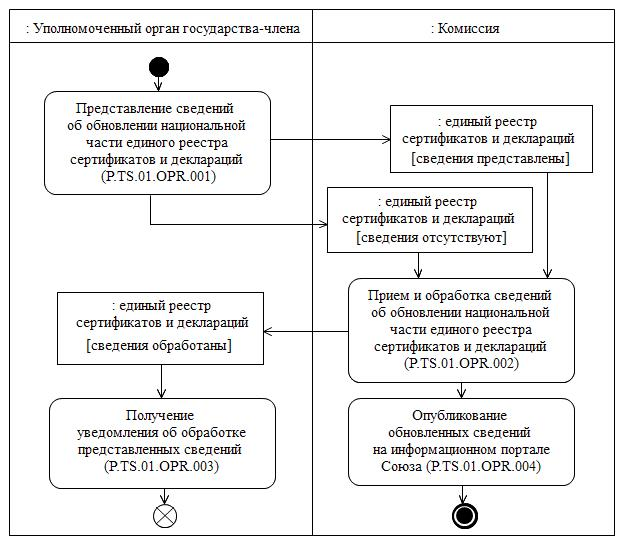 : Уполномоченный орган государства-члена
: Комиссия
Представление сведений
об обновлении национальной
части единого реестра
сертификатов и деклараций
(P.TS.01.OPR.001)
: единый реестр
сертификатов и деклараций
[сведения представлены]
: единый реестр
сертификатов и деклараций
[сведения отсутствуют]
: единый реестр
сертификатов и деклараций
[сведения обработаны]
Прием и обработка сведений
об обновлении национальной
части единого реестра
сертификатов и деклараций
(P.TS.01.OPR.002)
Получение
уведомления об обработке
представленных сведений
(P.TS.01.OPR.003)
Опубликование
обновленных сведений
на информационном портале
Союза (P.TS.01.OPR.004)